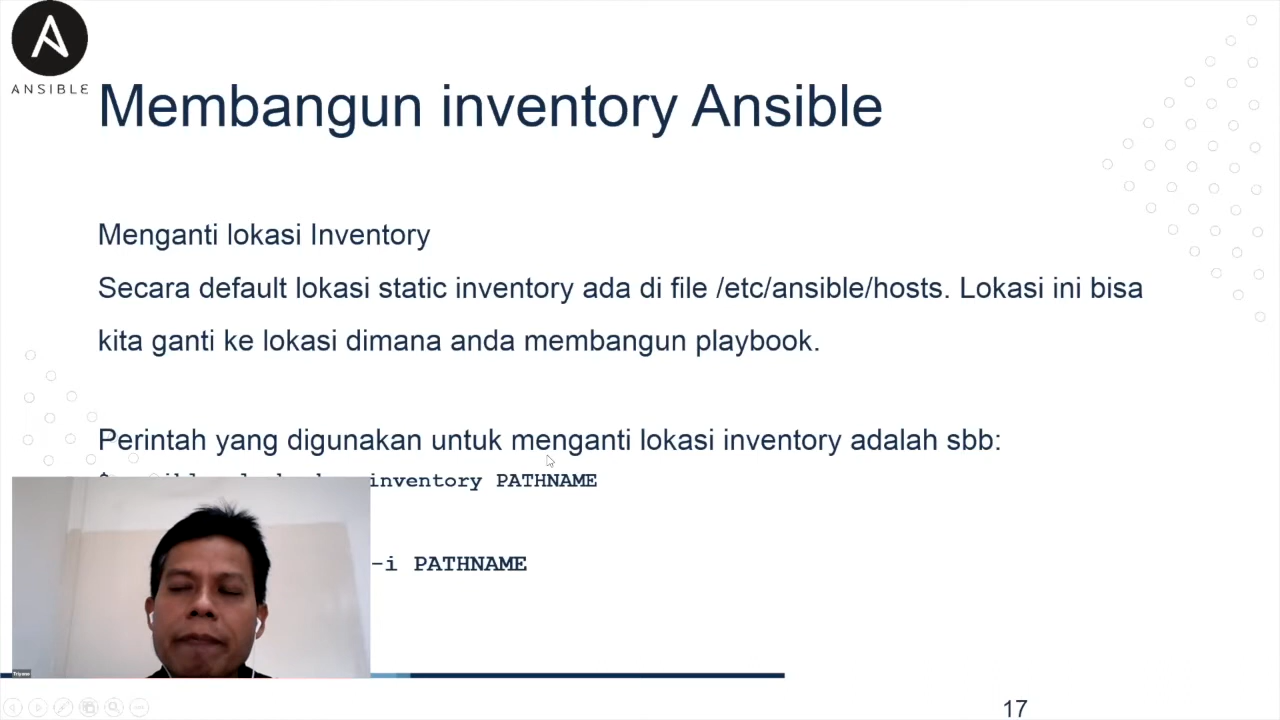 ANSIBLE
Membangun inventory Ansible
Menganti lokasi Inventory
Secara default lokasi static inventory ada di file /etc/ansible/hosts. Lokasi ini bisa
kita ganti ke lokasi dimana anda membangun playbook.
Perintah yang digunakan untuk menganti lokasi inventory adalah sbb:
inventory PATHNAME
-i PATHNAME
17